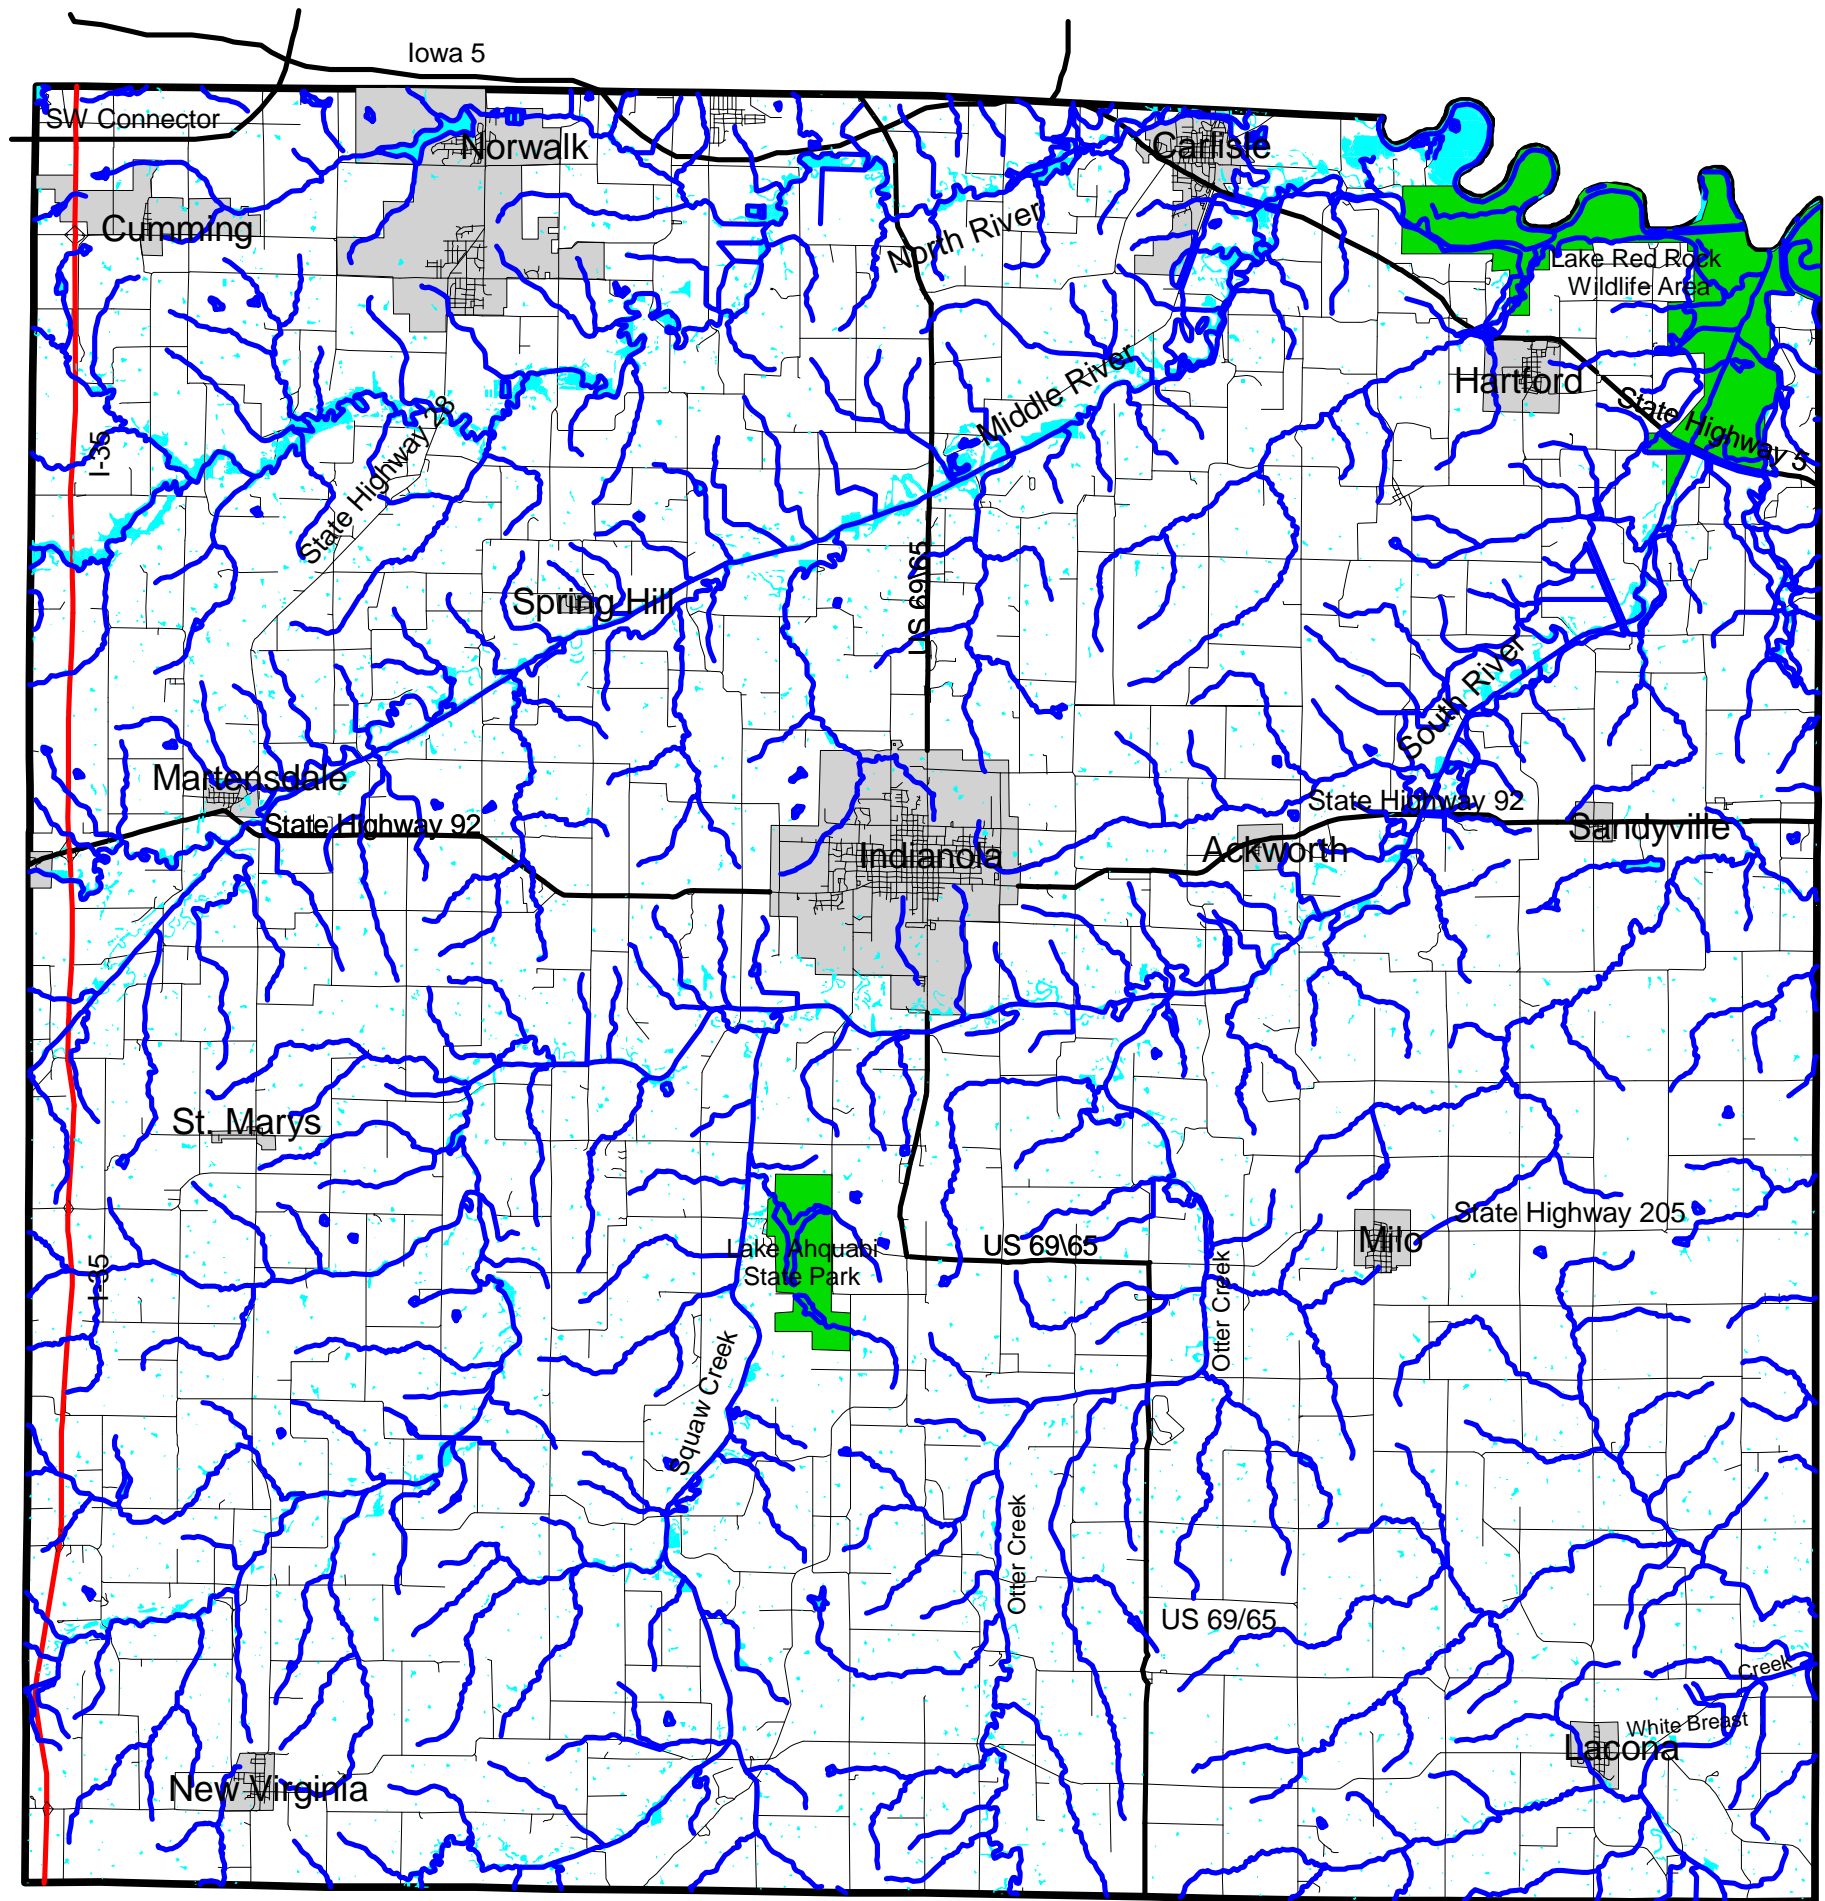 Iowa 5
SW Connector
Norwalk
Carlisle
Cumming
North River
Lake Red Rock
Wildlife Area
Middle River
Hartford
State Highway 5
State Highway 28
I-35
US 69\65
Spring Hill
South River
Martensdale
State Highway 92
State Highway 92
Sandyville
Indianola
Ackworth
St. Marys
State Highway 205
Milo
US 69\65
Lake Ahquabi
State Park
I-35
Otter Creek
Squaw Creek
Otter Creek
US 69/65
Creek
White Breast
Lacona
New Virginia